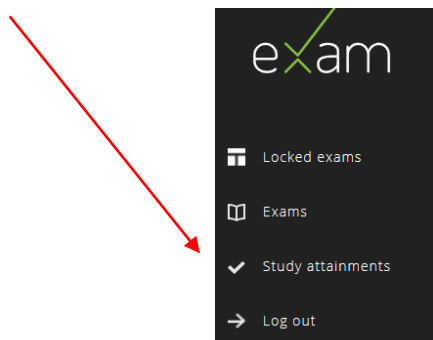 exam
Locked exams
Exams
Study attainments
Log out